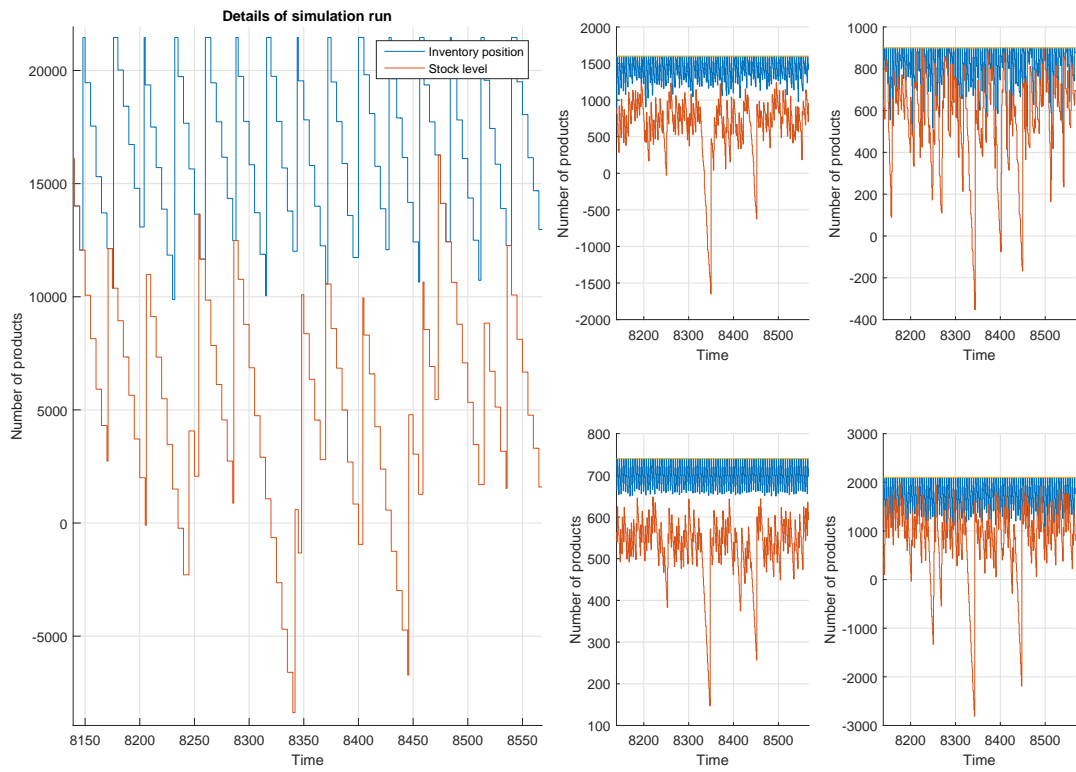 Details of simulation run
Inventory position
Stock level
20000
15000
10000
5000
0
-5000
8150 8200 8250 8300 8350 8400 8450 8500 8550
Time
Number of products
2000
1500
1000
500
0
-500
-1000
-1500
-2000
8200 8300 8400 8500
Time
Number of products
1000
800
600
400
200
0
-200
-400
8200 8300 8400 8500
Time
Number of products
800
700
600
500
400
300
200
100
8200 8300 8400 8500
Time
Number of products
3000
2000
1000
0
-1000
-2000
-3000
8200 8300 8400 8500
Time
Number of products